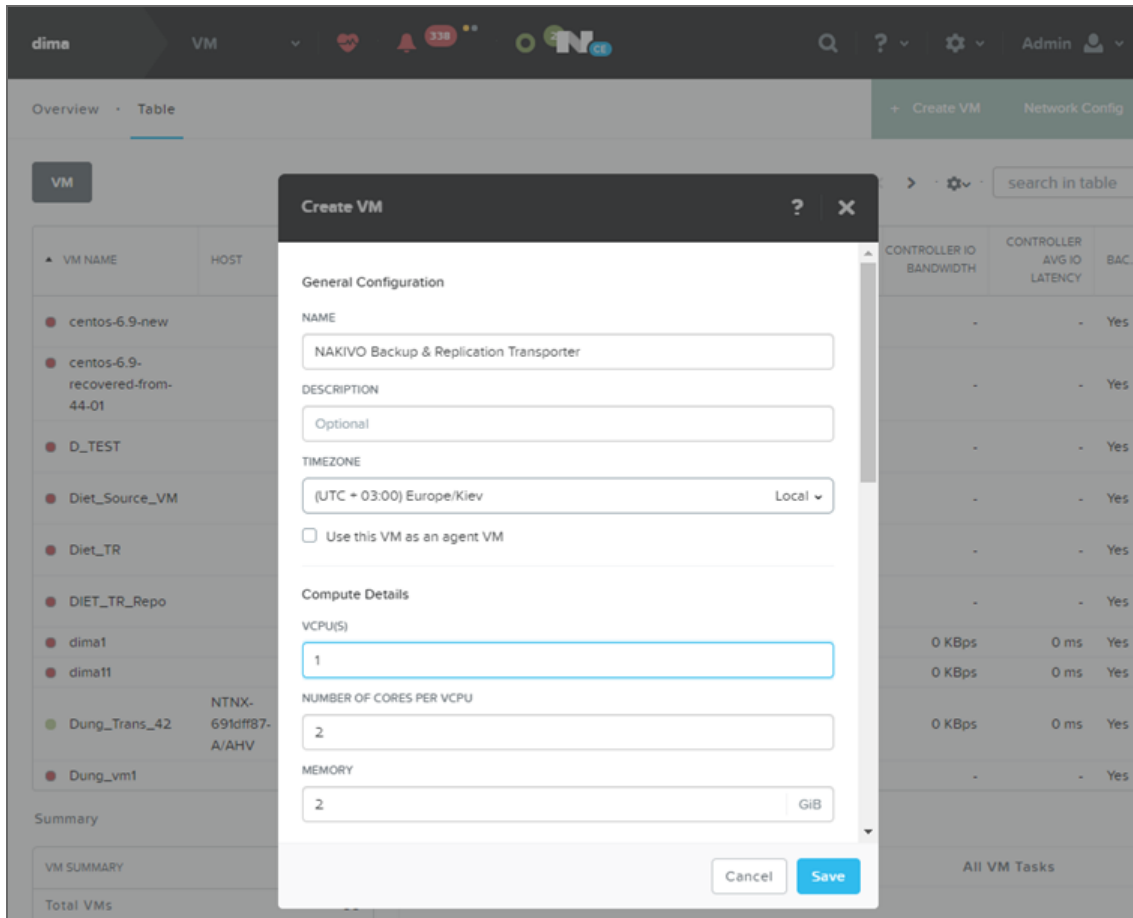 dima
VM
338
N
CE
?
Admin
Overview · Table
+ Create VM
Network Config
VM
search in table
VM NAME
HOST
CONTROLLER IO
BANDWIDTH
CONTROLLER
AVG IO
LATENCY
BAC.
centos-6.9-new
-
-
Yes
centos-6.9-
recovered-from-
44-01
-
-
Yes
D_TEST
-
-
Yes
Diet_Source_VM
-
-
Yes
Diet_TR
-
-
Yes
DIET_TR_Repo
-
-
Yes
dima1
0 KBps
0 ms
Yes
dima11
0 KBps
0 ms
Yes
Dung_Trans_42
NTNX-
691dff87-
A/AHV
0 KBps
0 ms
Yes
Dung_vm1
-
-
Yes
Summary
VM SUMMARY
Total VMs
All VM Tasks
Create VM
?
General Configuration
NAME
NAKIVO Backup & Replication Transporter
DESCRIPTION
Optional
TIMEZONE
(UTC + 03:00) Europe/Kiev
Local
Use this VM as an agent VM
Compute Details
VCPU(S)
1
NUMBER OF CORES PER VCPU
2
MEMORY
2
GiB
Cancel
Save